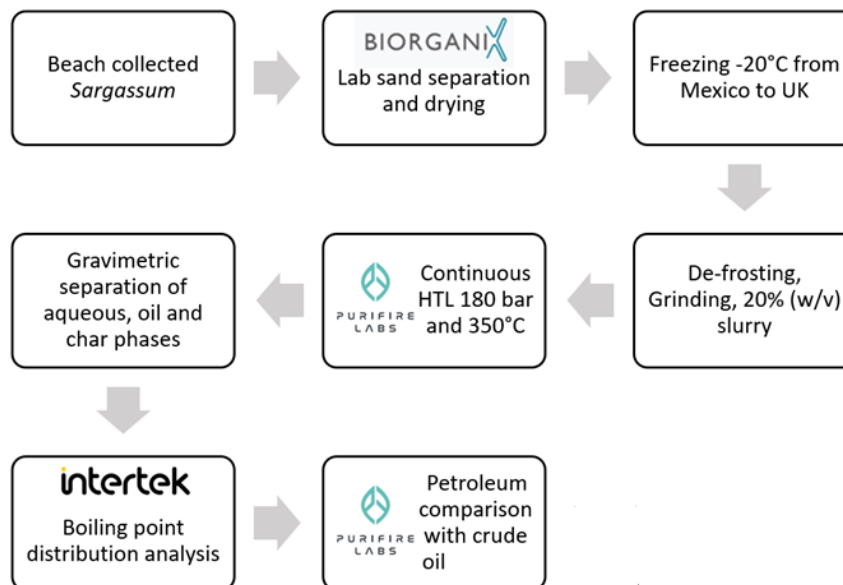 Beach collected
Sargassum
BIORGANIX
Lab sand separation
and drying
Freezing -20°C from
Mexico to UK
Gravimetric
separation of
aqueous, oil and
char phases
PURIFIRE
LABS
Continuous
HTL 180 bar
and 350°C
De-frosting,
Grinding, 20% (w/v)
slurry
intertek
Boiling point
distribution analysis
PURIFIRE
LABS
Petroleum
comparison
with crude
oil